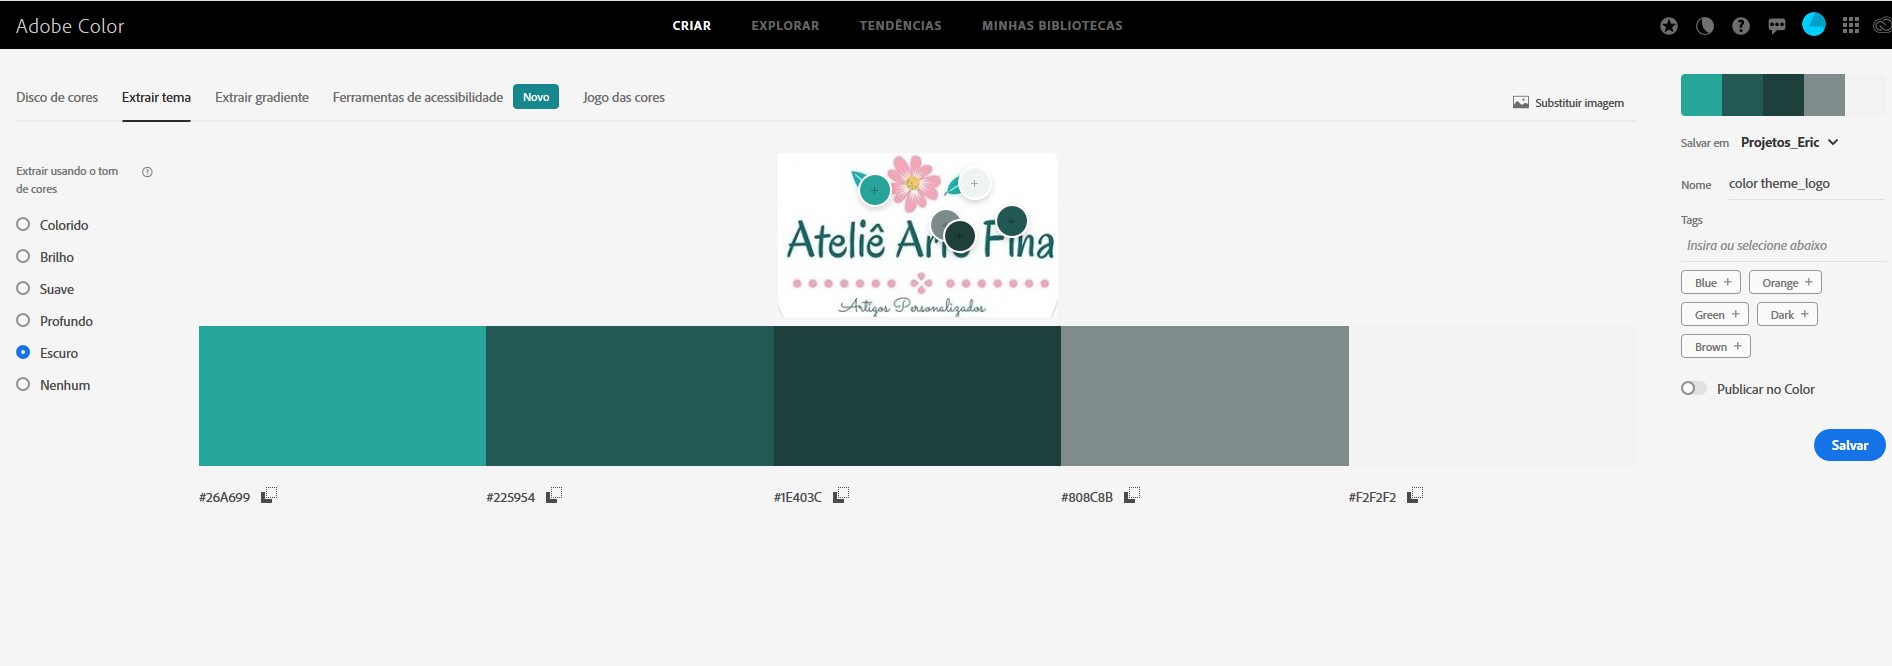 Adobe Color
CRIAR EXPLORAR TENDÊNCIAS MINHAS BIBLIOTECAS
Disco de cores Extrair tema Extrair gradiente Ferramentas de acessibilidade Novo Jogo das cores
Substituir imagem
Extrair usando o tom
de cores
Colorido
Brilho
Suave
Profundo
Escuro
Nenhum
Ateliê Fina
Artigos Personalizados
#26A699 #225954 #1E403C #808C8B #F2F2F2
Salvar em Projetos_Eric
Nome color theme_logo
Tags
Insira ou selecione abaixo
Blue + Orange +
Green + Dark +
Brown +
Publicar no Color
Salvar